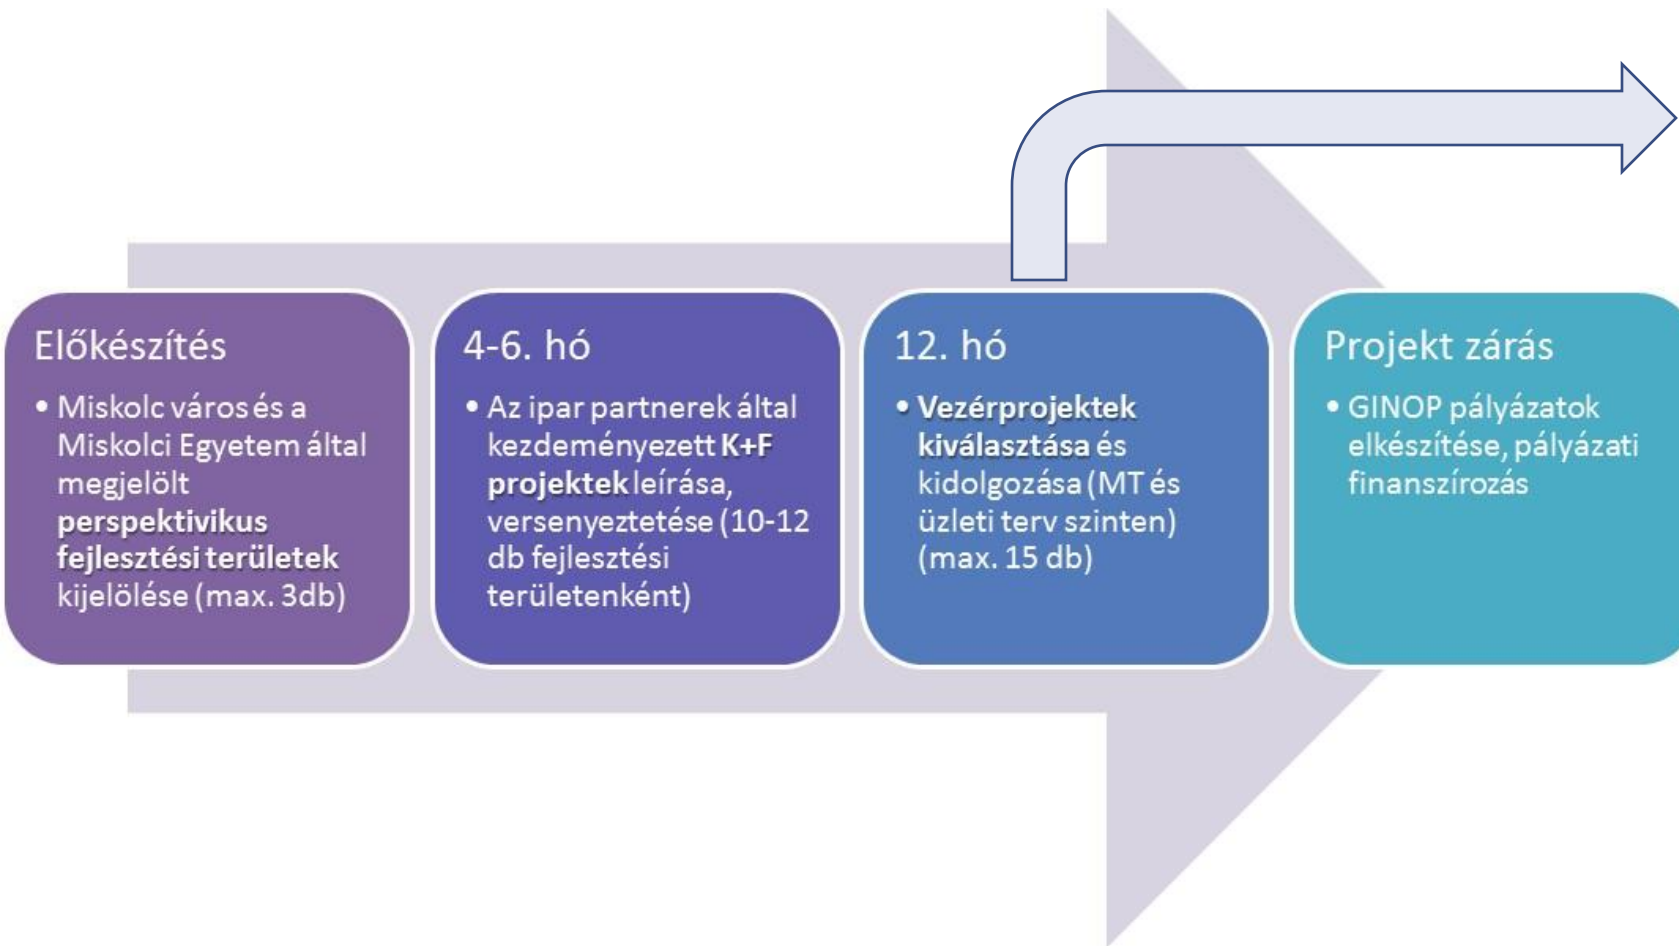 Előkészítés
• Miskolc város és a
Miskolci Egyetem által
megjelölt
perspektivikus
fejlesztési területek
kijelölése (max. 3db)
4-6. hó
• Az ipar partnerek által
kezdeményezett K+F
projektek leírása,
versenyeztetése (10-12
db fejlesztési
területenként)
12. hó
• Vezérprojektek
kiválasztása és
kidolgozása (MT és
üzleti terv szinten)
(max. 15 db)
Projekt zárás
• GINOP pályázatok
elkészítése, pályázati
finanszírozás